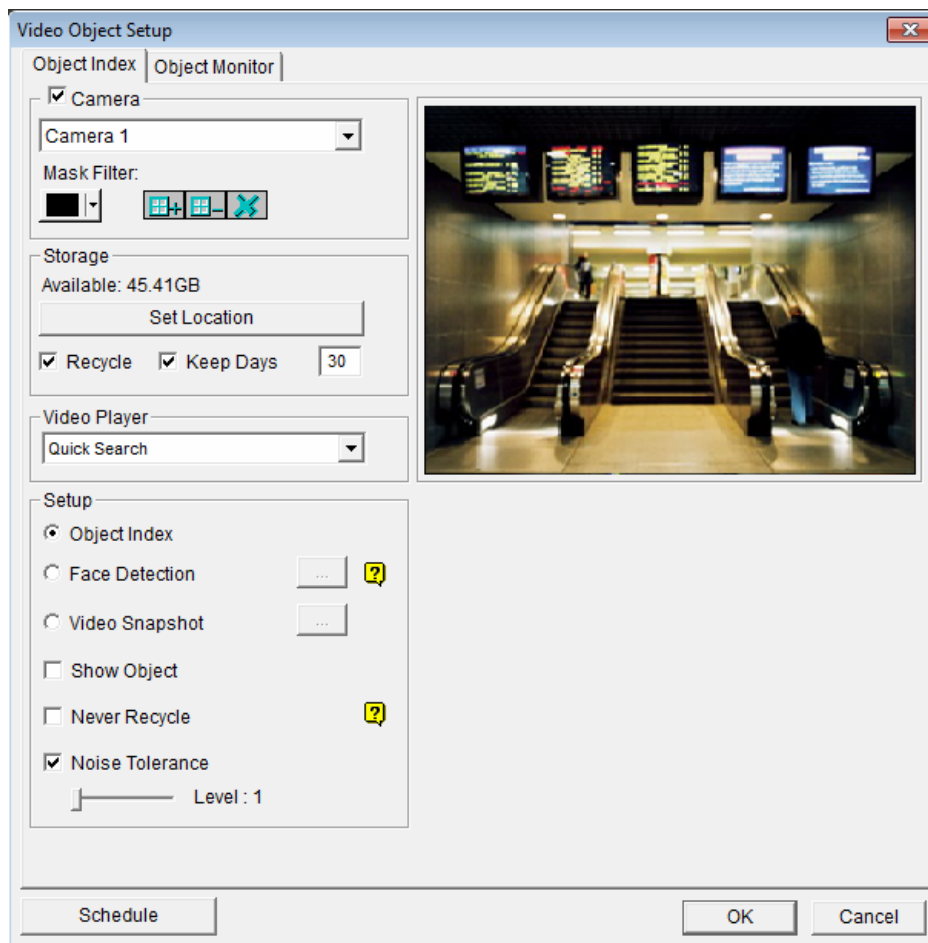 Video Object Setup
Object Index
Object Monitor
Camera
Camera 1
Mask Filter:
Storage
Available: 45.41GB
Set Location
Recycle
Keep Days
30
Video Player
Quick Search
Setup
Object Index
Face Detection
...
?
Video Snapshot
...
Show Object
Never Recycle
?
Noise Tolerance
Level : 1
Schedule
OK
Cancel